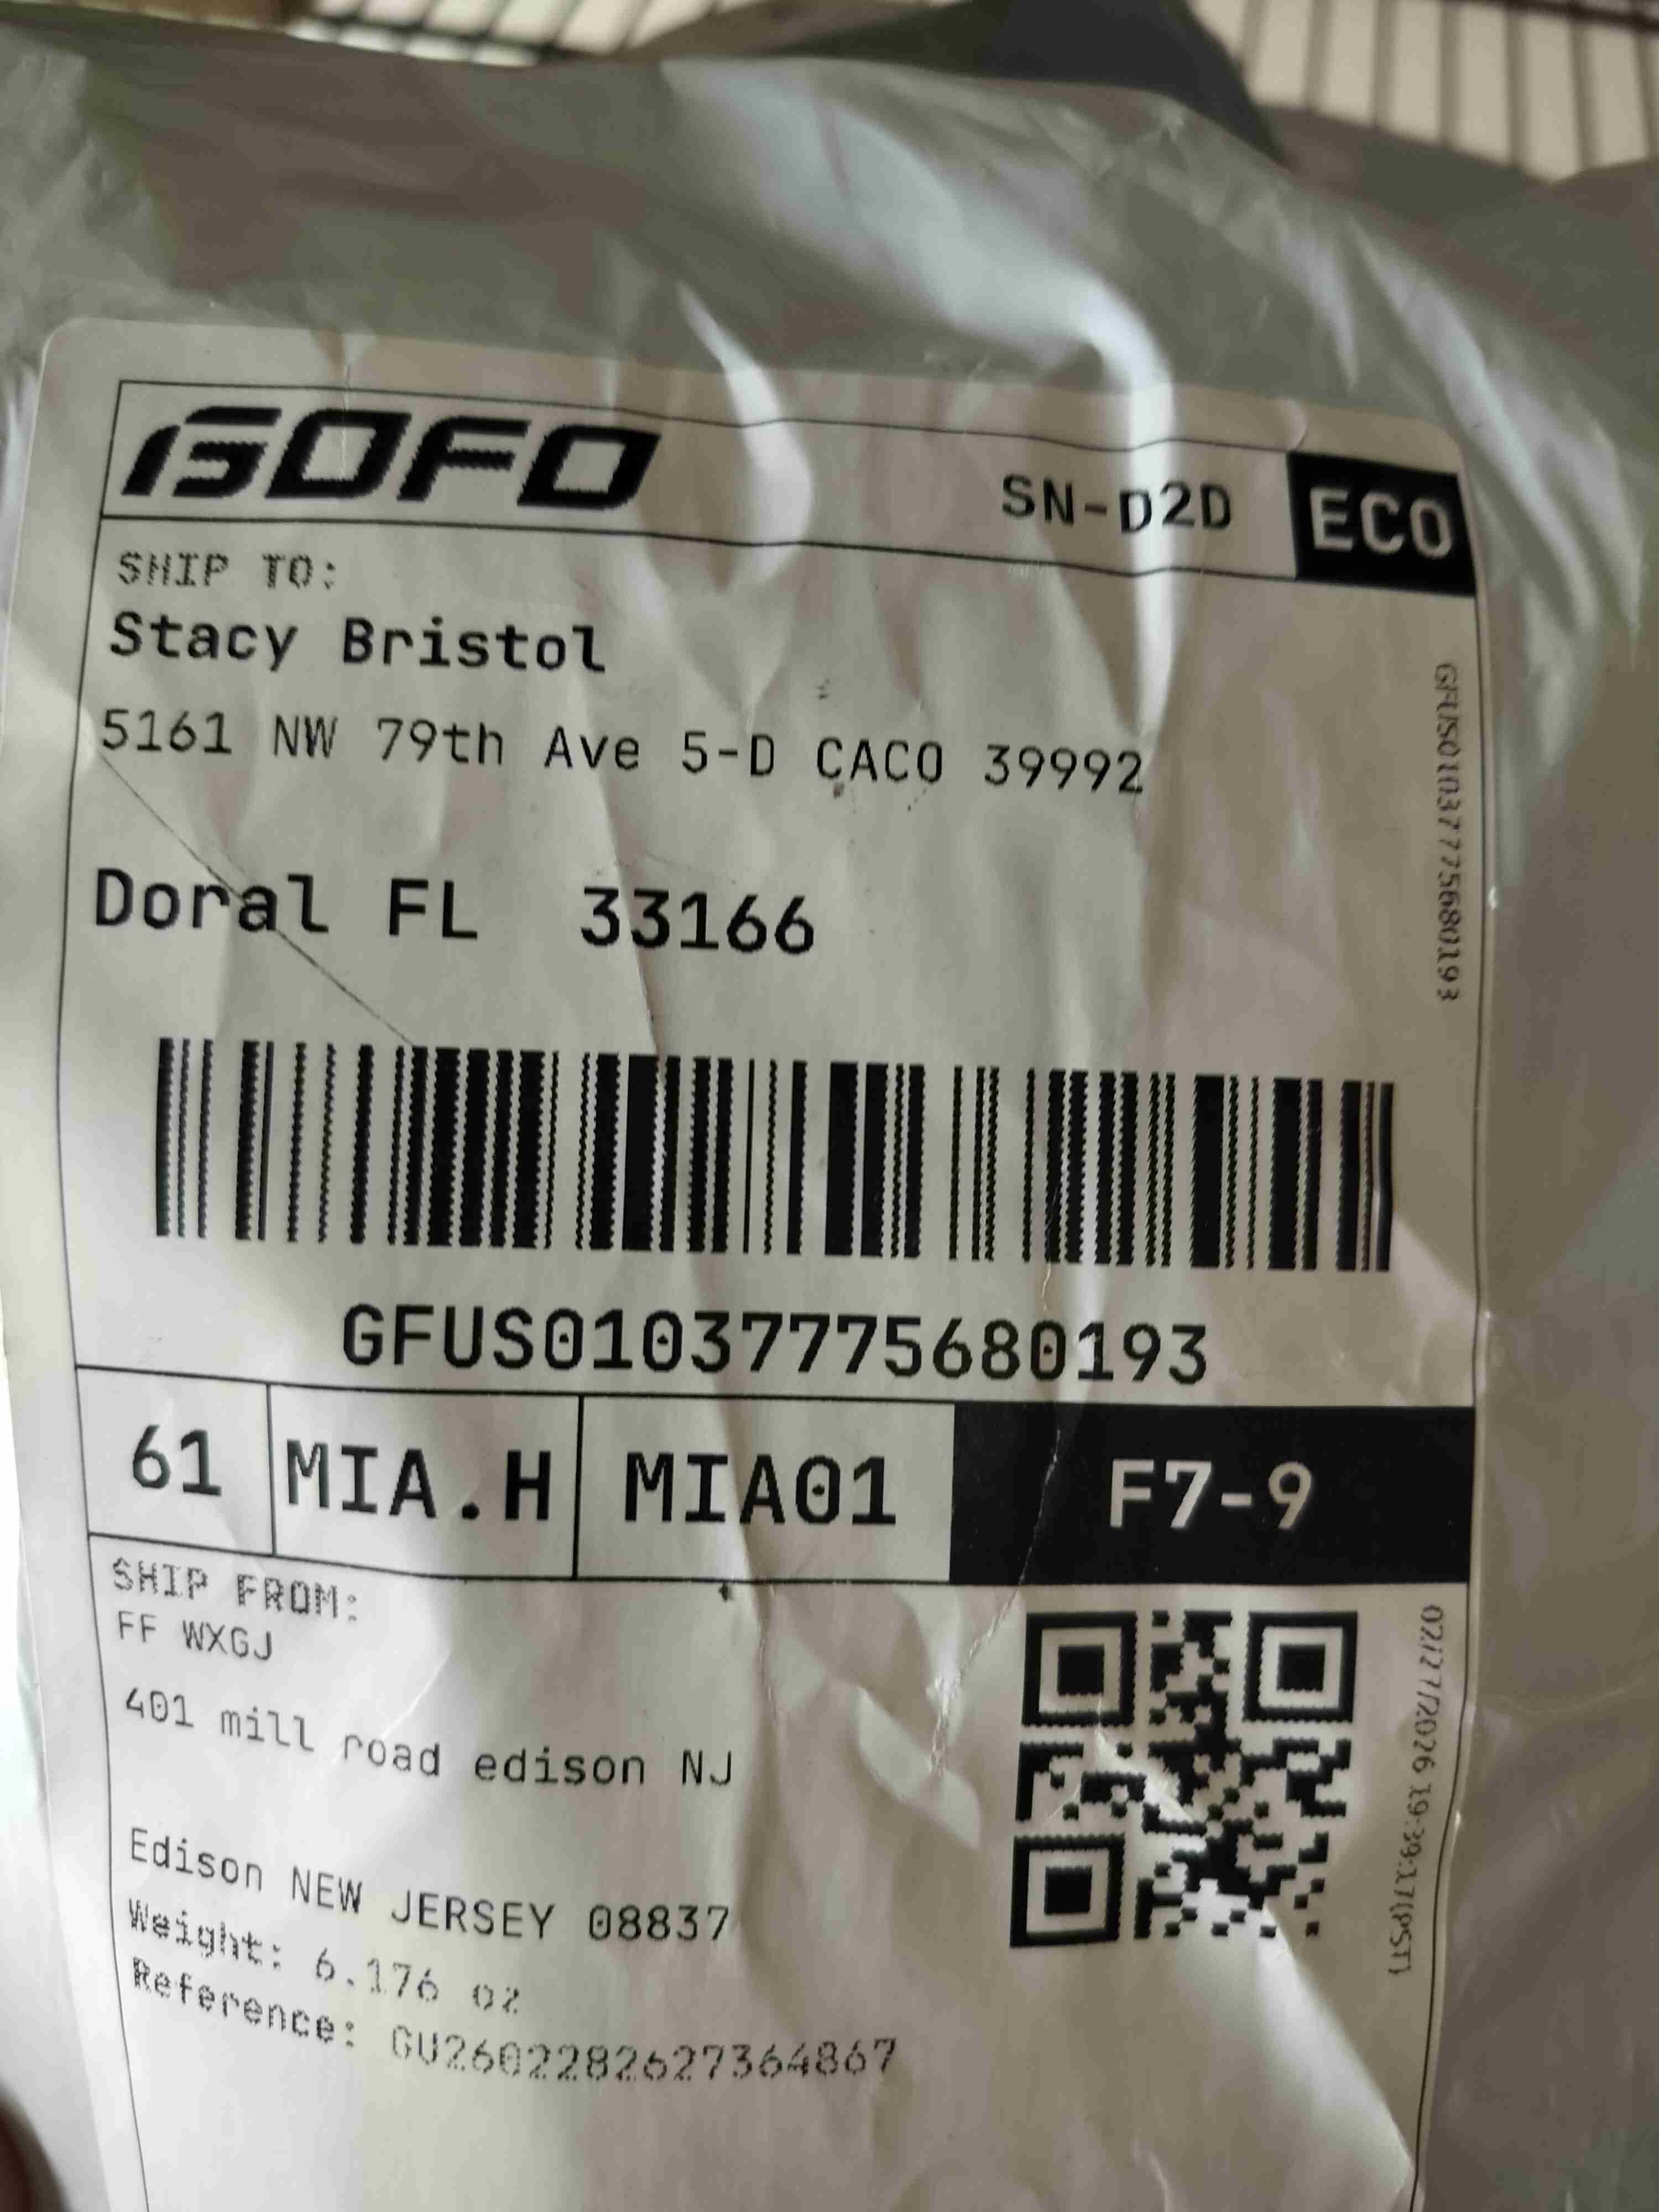 GOFO
SN-D2D
ECO
SHIP TO:
Stacy Bristol
5161 NW 79th Ave 5-D CACO 39992
Doral FL 33166
GFUS01037775680193
GFUS01037775680193
61
MIA.H
MIA01
F7-9
SHIP FROM:
FF WXGJ
401 mill road edison NJ
Edison NEW JERSEY 08837
Weight: 6.176 oz
Reference: GU2602282627364867
02/27/2026 19:39:17(PST)